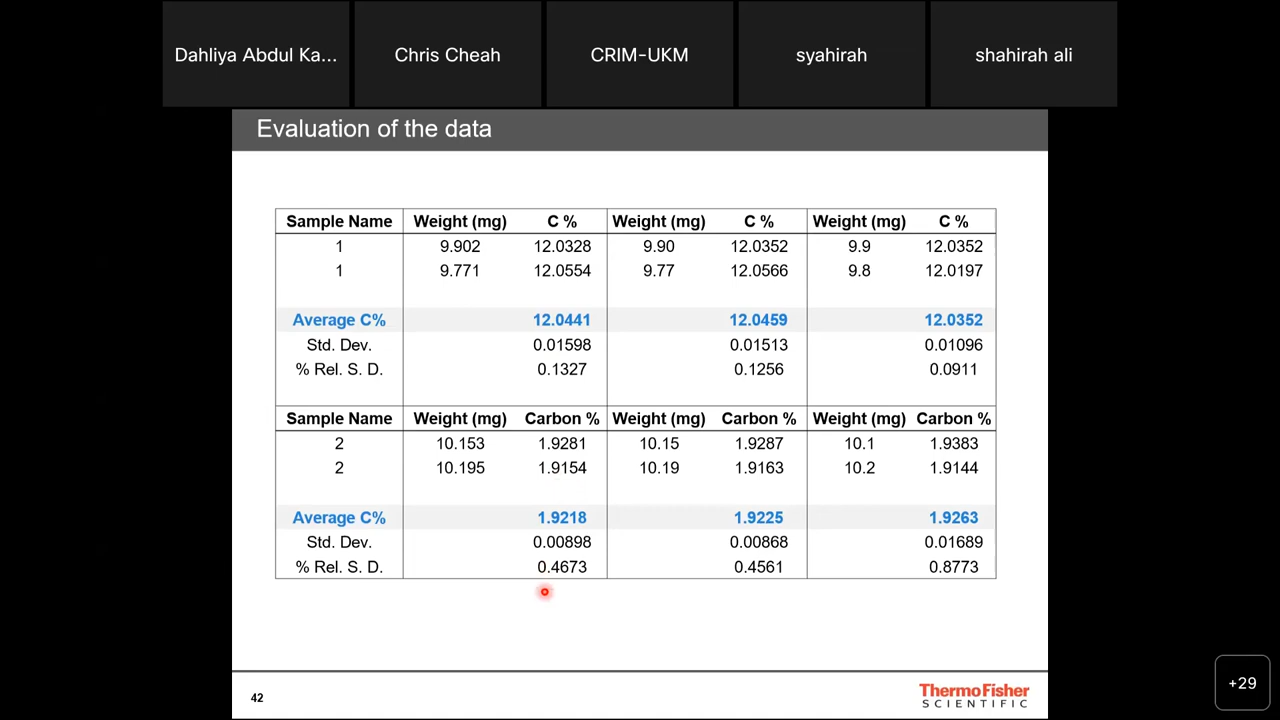 Dahliya Abdul Ka... Chris Cheah CRIM-UKM syahirah shahirah ali
Evaluation of the data
Sample Name Weight (mg) C % Weight (mg) C % Weight (mg) C %
1 9.902 12.0328 9.90 12.0352 9.9 12.0352
1 9.771 12.0554 9.77 12.0566 9.8 12.0197
Average C% 12.0441 12.0459 12.0352
Std. Dev. 0.01598 0.01513 0.01096
% Rel. S. D. 0.1327 0.1256 0.0911
Sample Name Weight (mg) Carbon % Weight (mg) Carbon % Weight (mg) Carbon %
2 10.153 1.9281 10.15 1.9287 10.1 1.9383
2 10.195 1.9154 10.19 1.9163 10.2 1.9144
Average C% 1.9218 1.9225 1.9263
Std. Dev. 0.00898 0.00868 0.01689
% Rel. S. D. 0.4673 0.4561 0.8773
+29
42
ThermoFisher
SCIENTIFIC